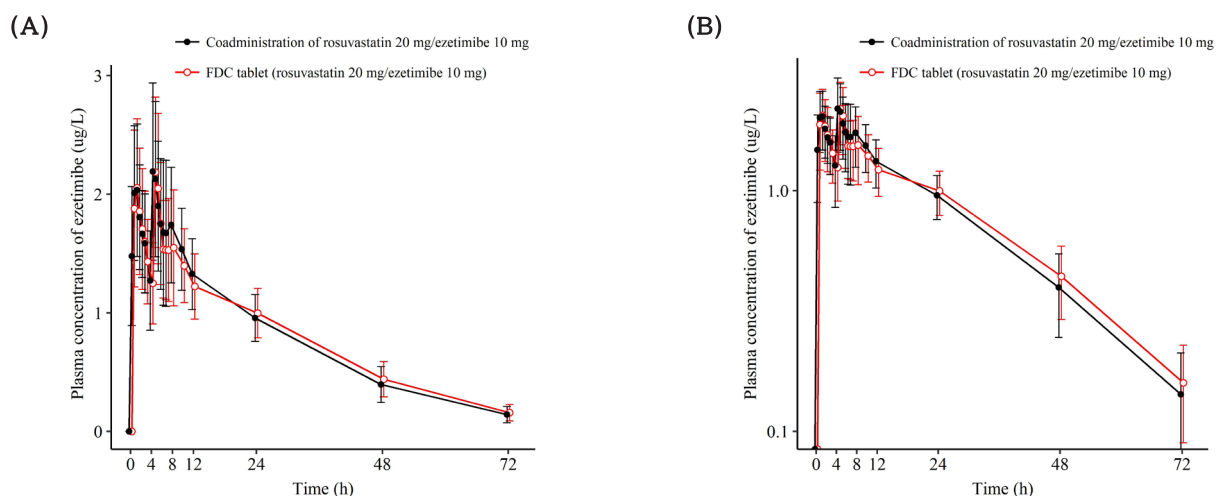 (A)
Coadministration of rosuvastatin 20 mg/ezetimibe 10 mg
FDC tablet (rosuvastatin 20 mg/ezetimibe 10 mg)
Plasma concentration of ezetimibe (ug/L)
3
2
1
0
0 4 8 12 24 48 72
Time (h)
(B)
Coadministration of rosuvastatin 20 mg/ezetimibe 10 mg
FDC tablet (rosuvastatin 20 mg/ezetimibe 10 mg)
Plasma concentration of ezetimibe (ug/L)
1.0
0.1
0 4 8 12 24 48 72
Time (h)